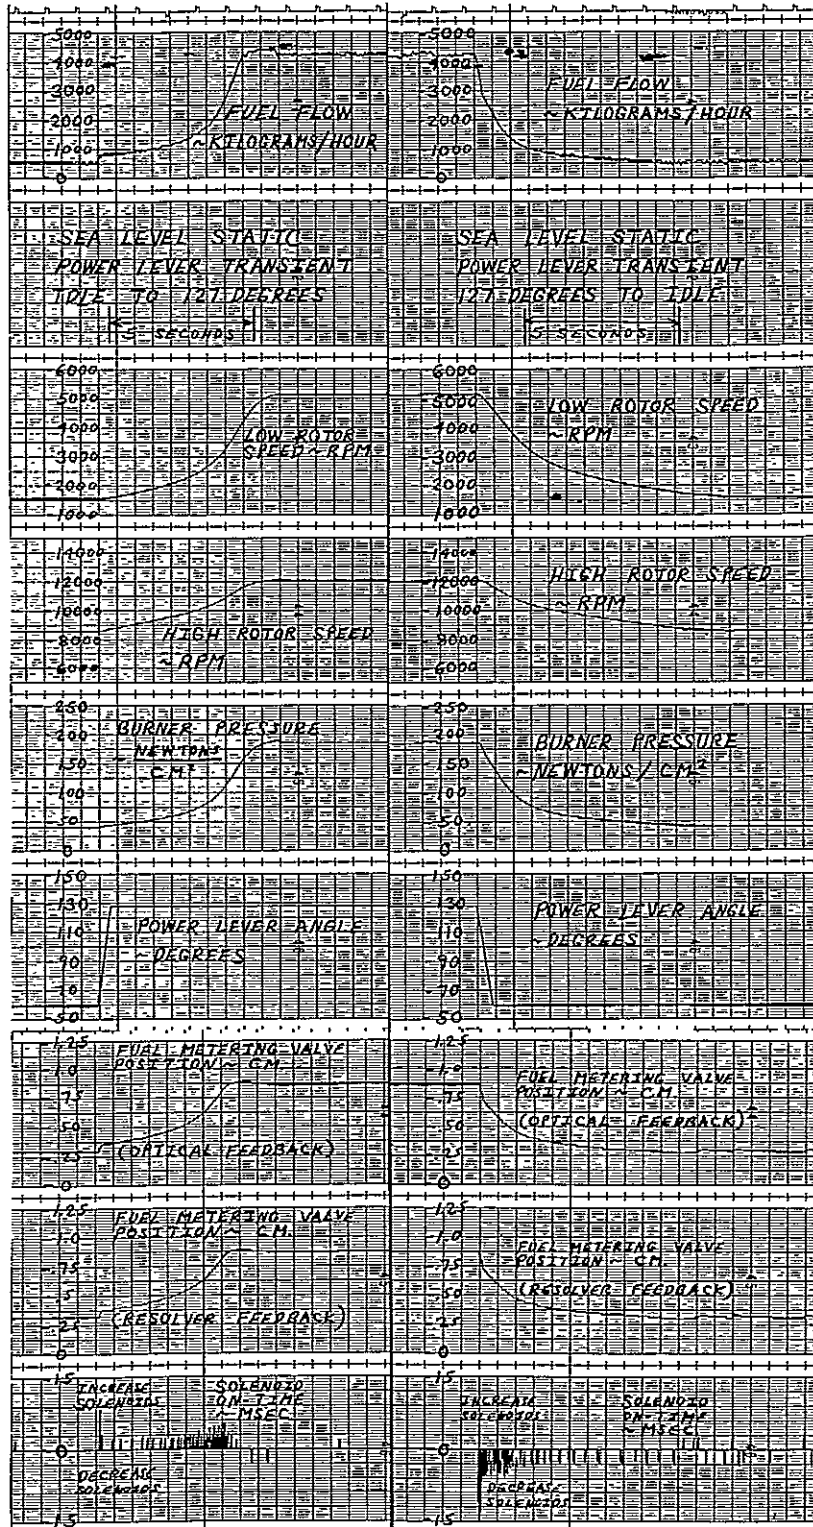 5000
4000
3000
2000
1000
0
FUEL FLOW
~KILOGRAMS/HOUR
5000
4000
3000
2000
1000
0
FUEL FLOW
~KILOGRAMS/HOUR
SEA LEVEL STATIC
POWER LEVER TRANSIENT
IDLE TO 127 DEGREES
5 SECONDS
SEA LEVEL STATIC
POWER LEVER TRANSIENT
127 DEGREES TO IDLE
5 SECONDS
6000
5000
4000
3000
2000
1000
LOW ROTOR
SPEED~RPM
6000
5000
4000
3000
2000
1000
LOW ROTOR SPEED
~RPM
14000
12000
10000
8000
6000
HIGH ROTOR SPEED
~RPM
14000
12000
10000
8000
6000
HIGH ROTOR SPEED
~RPM
250
200
150
100
50
0
BURNER PRESSURE
~NEWTONS
CM²
250
200
150
100
50
0
BURNER PRESSURE
~NEWTONS/CM²
150
130
110
90
70
50
POWER LEVER ANGLE
~DEGREES
150
130
110
90
70
50
POWER LEVER ANGLE
~DEGREES
1.25
1.0
.75
.50
.25
0
FUEL METERING VALVE
POSITION~CM.
(OPTICAL FEEDBACK)
1.25
1.0
.75
.50
.25
0
FUEL METERING VALVE
POSITION~CM
(OPTICAL FEEDBACK)
1.25
1.0
.75
.5
.25
0
FUEL METERING VALVE
POSITION~CM.
(RESOLVER FEEDBACK)
1.25
1.0
.75
.50
.25
0
FUEL METERING VALVE
POSITION~CM.
(RESOLVER FEEDBACK)
15
0
-15
INCREASE
SOLENOIDS
SOLENOID
ON-TIME
~MSEC
DECREASE
SOLENOIDS
15
0
-15
INCREASE
SOLENOIDS
SOLENOID
ON-TIME
~MSEC
DECREASE
SOLENOIDS